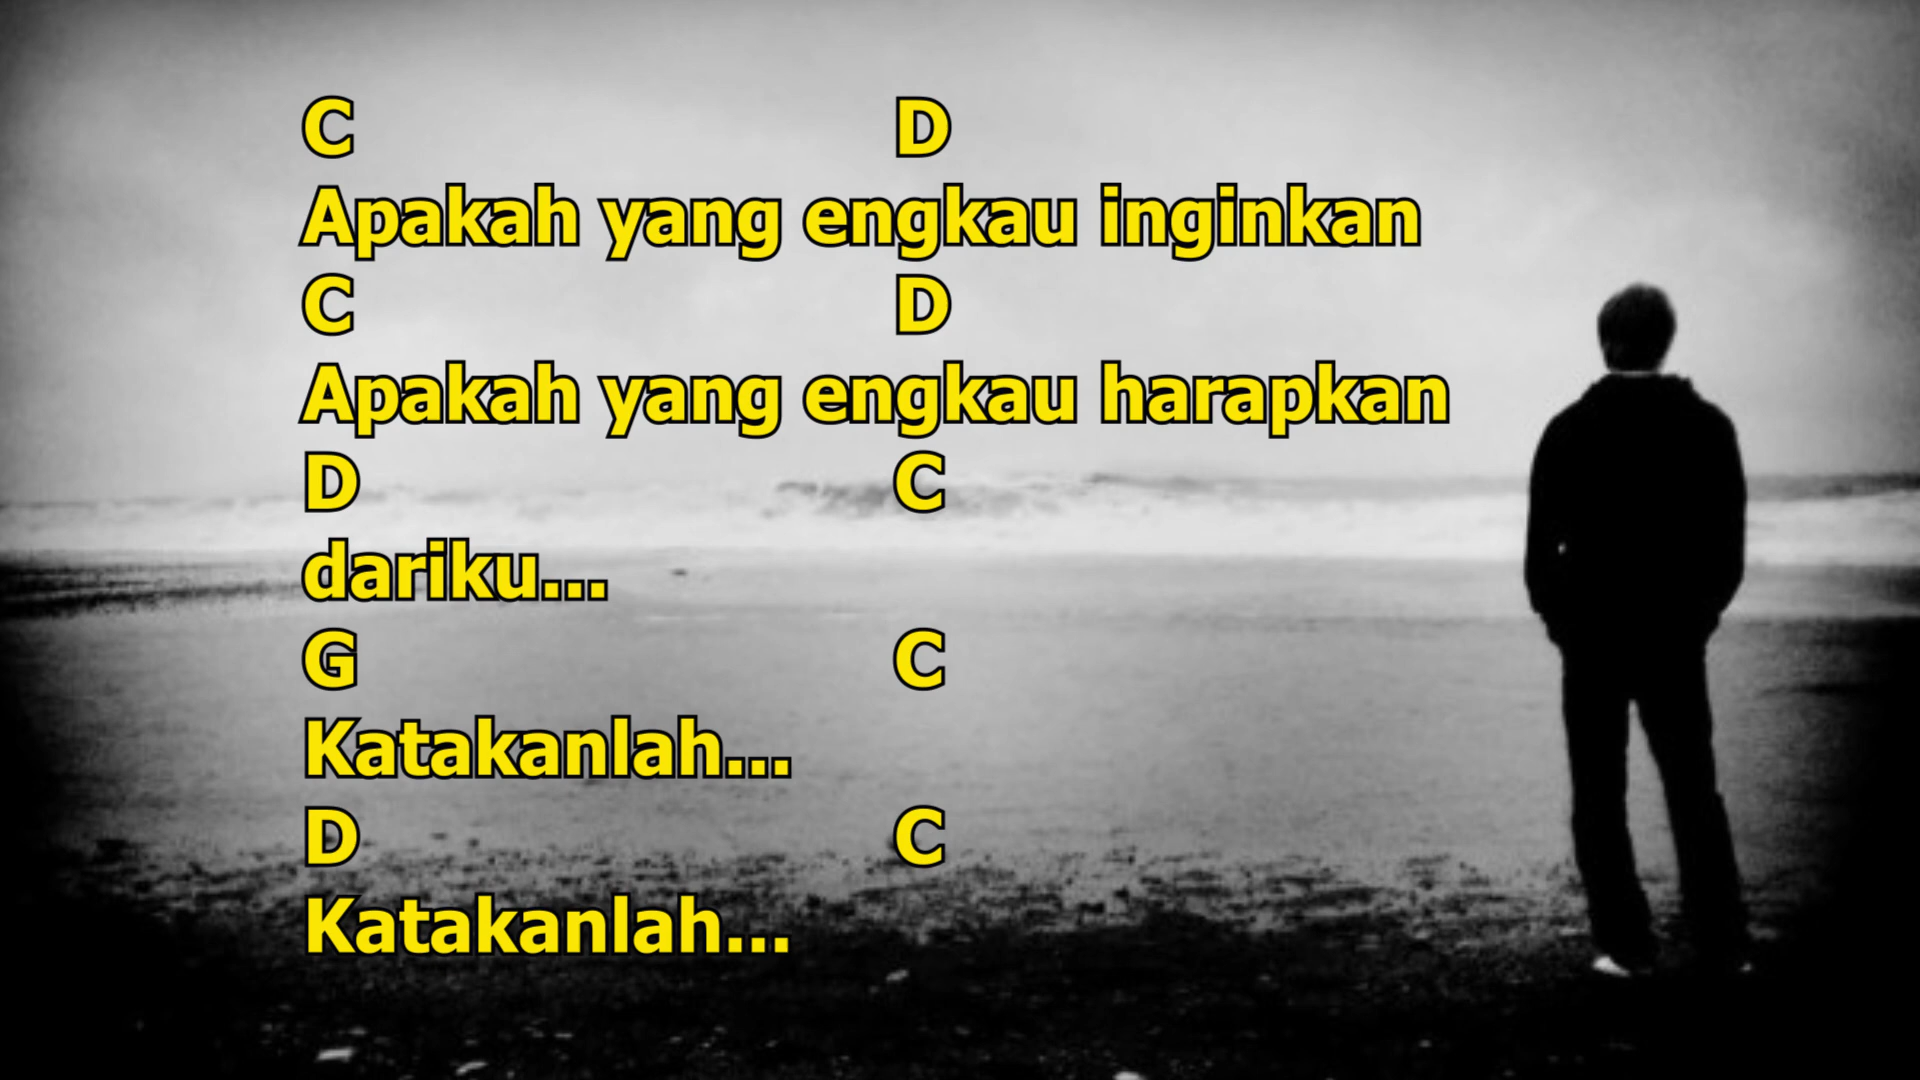 C D
Apakah yang engkau inginkan
C D
Apakah yang engkau harapkan
D C
dariku...
G C
Katakanlah...
D C
Katakanlah...